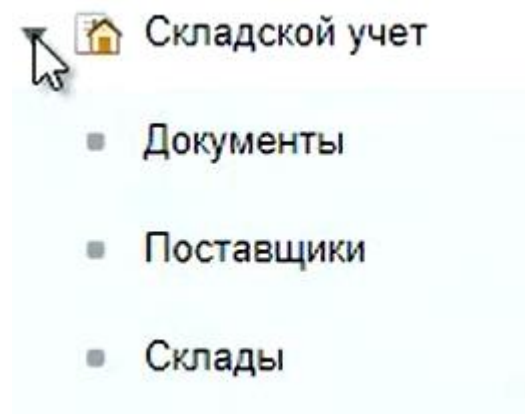 Складской учет
Документы
Поставщики
Склады